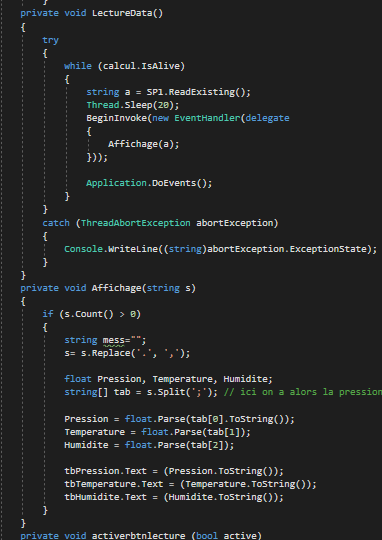 }
private void LectureData()
{
try
{
while (calcul.IsAlive)
{
string a = SP1.ReadExisting();
Thread.Sleep(20);
BeginInvoke(new EventHandler(delegate
{
Affichage(a);
}));
Application.DoEvents();
}
}
catch (ThreadAbortException abortException)
{
Console.WriteLine((string)abortException.ExceptionState);
}
}
private void Affichage(string s)
{
if (s.Count() > 0)
{
string mess="";
s= s.Replace('.', ',');
float Pression, Temperature, Humidite;
string[] tab = s.Split(';'); // ici on a alors la pression
Pression = float.Parse(tab[0].ToString());
Temperature = float.Parse(tab[1]);
Humidite = float.Parse(tab[2]);
tbPression.Text = (Pression.ToString());
tbTemperature.Text = (Temperature.ToString());
tbHumidite.Text = (Humidite.ToString());
}
}
private void activerbtnlecture (bool active)